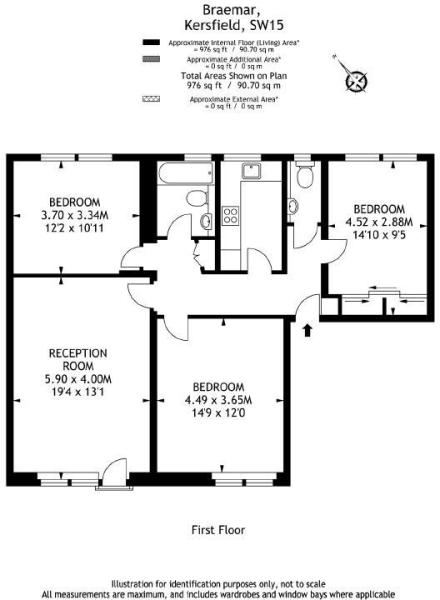 Braemar,
Kersfield, SW15
Approximate Internal Floor (Living) Area*
= 976 sq ft / 90.70 sq m
Approximate Additional Area*
= 0 sq ft / 0 sq m
Total Areas Shown on Plan
976 sq ft / 90.70 sq m
Approximate External Area*
= 0 sq ft / 0 sq m
BEDROOM
3.70 x 3.34M
12'2 x 10'11
BEDROOM
4.52 x 2.88M
14'10 x 9'5
RECEPTION
ROOM
5.90 x 4.00M
19'4 x 13'1
BEDROOM
4.49 x 3.65M
14'9 x 12'0
First Floor
Illustration for identification purposes only, not to scale
All measurements are maximum, and includes wardrobes and window bays where applicable